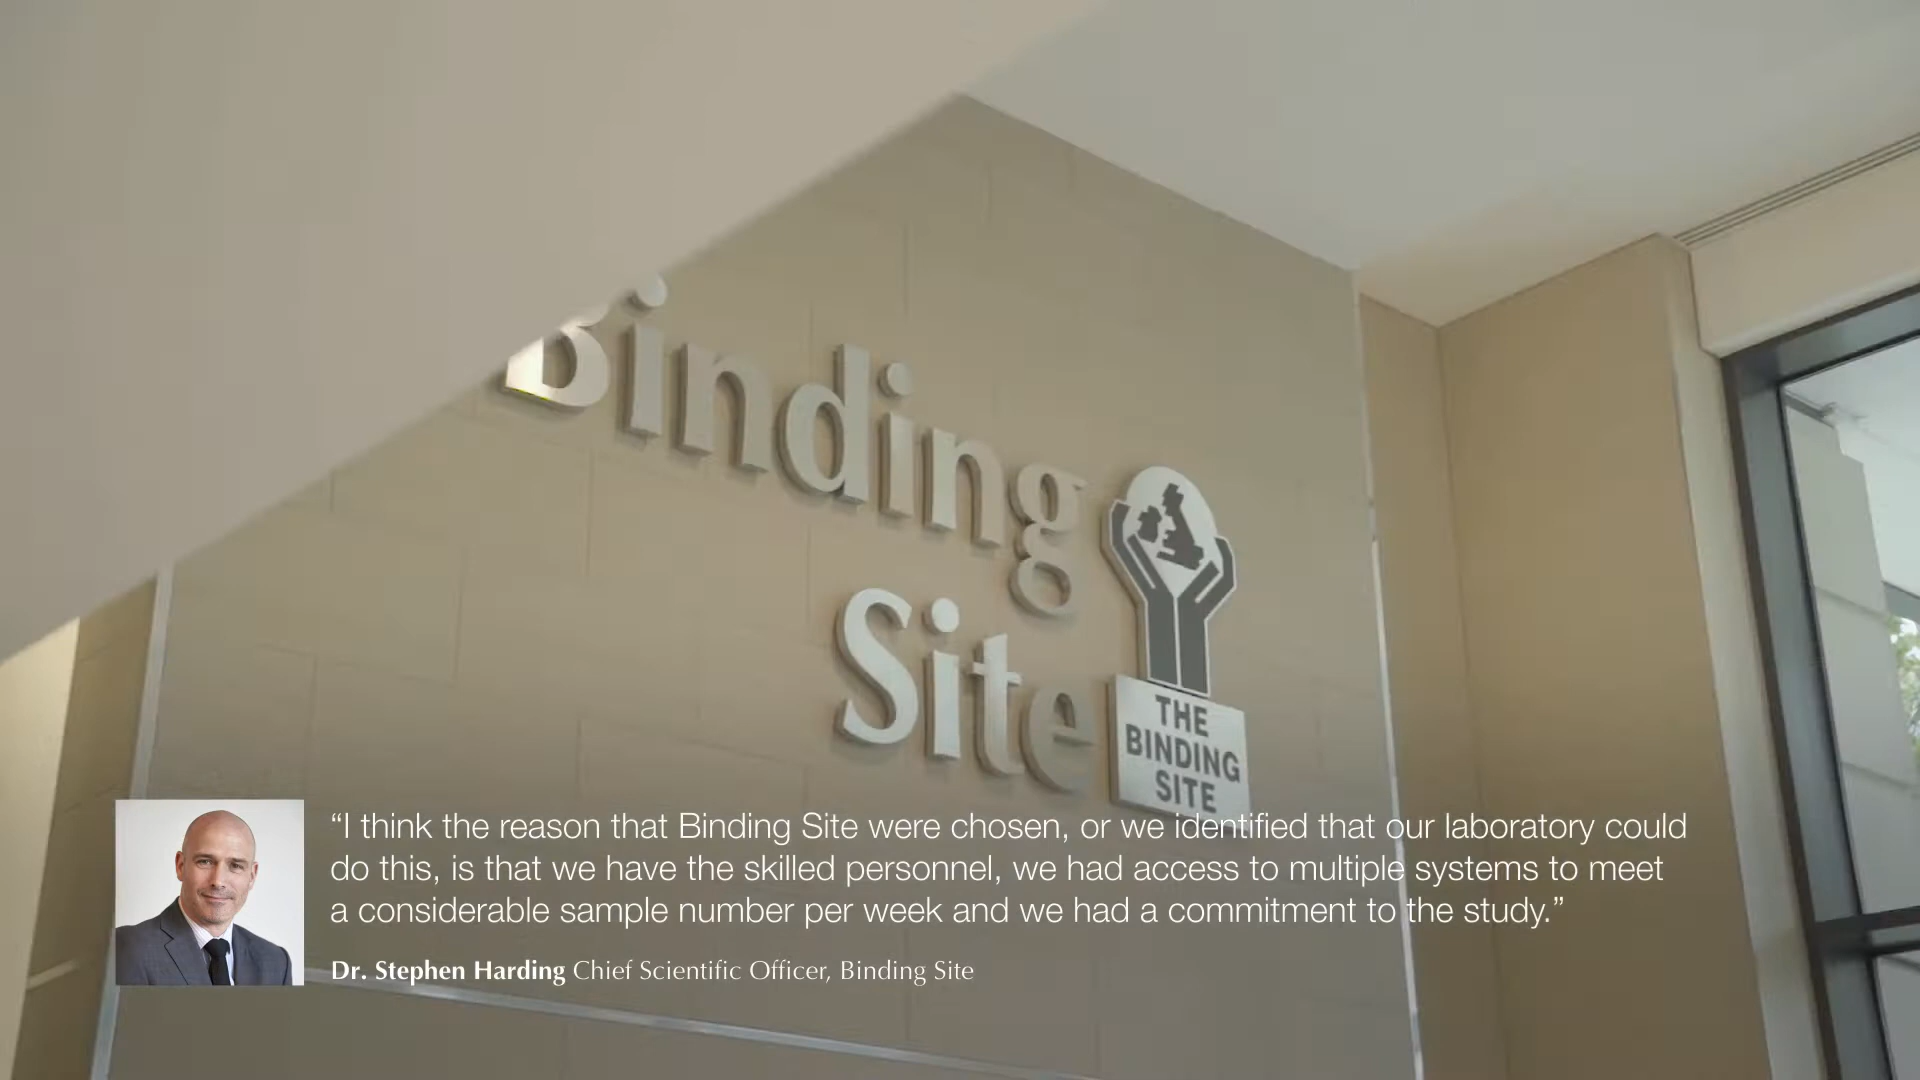 Binding
Site
THE
BINDING
SITE
“I think the reason that Binding Site were chosen, or we identified that our laboratory could
do this, is that we have the skilled personnel, we had access to multiple systems to meet
a considerable sample number per week and we had a commitment to the study.”
Dr. Stephen Harding Chief Scientific Officer, Binding Site